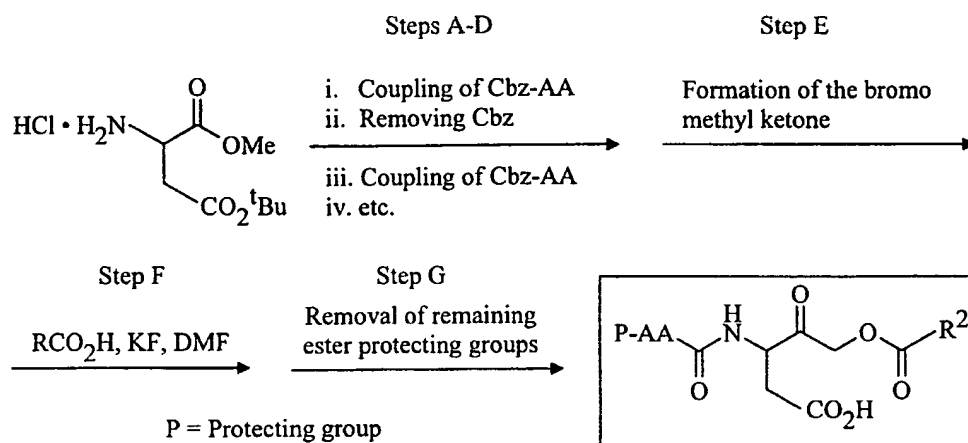 Steps A-D
Step E
i. Coupling of Cbz-AA
ii. Removing Cbz
iii. Coupling of Cbz-AA
iv. etc.
Formation of the bromo
methyl ketone
HCl • H₂N
O
OMe
CO₂ᵗBu
Step F
Step G
RCO₂H, KF, DMF
Removal of remaining
ester protecting groups
P = Protecting group
P-AA
O
H
N
O
O
O
R²
CO₂H